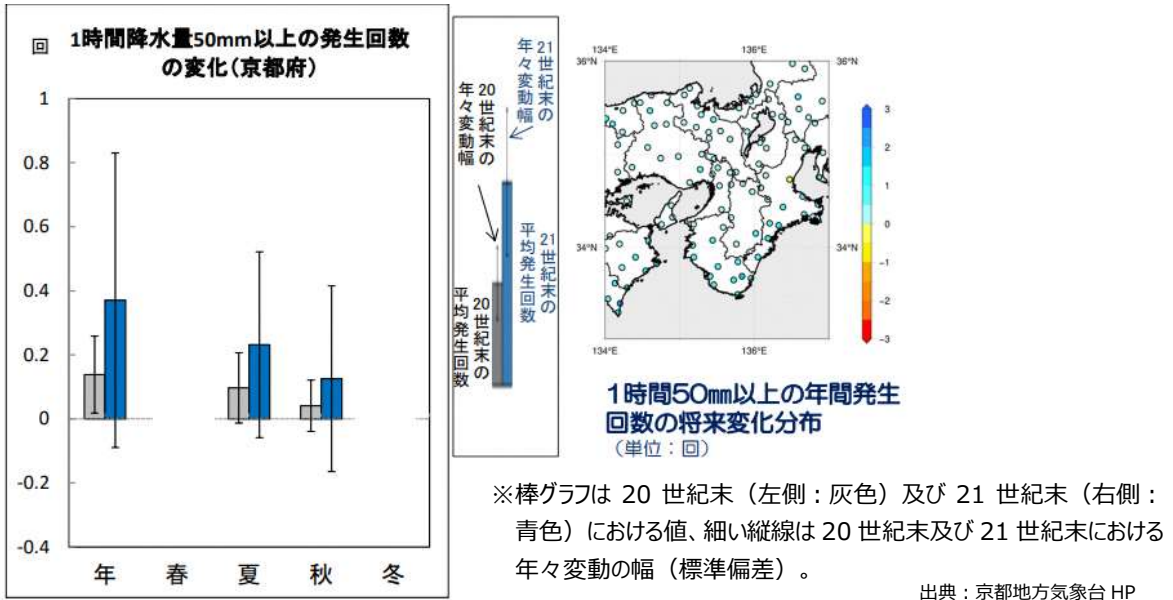 回
1時間降水量50mm以上の発生回数
の変化(京都府)
1
0.8
0.6
0.4
0.2
0
-0.2
-0.4
年 春 夏 秋 冬
21世紀末の
年々変動幅
20世紀末の
年々変動幅
21世紀末の
平均発生回数
20世紀末の
平均発生回数
134°E 136°E
36°N 36°N
34°N 34°N
134°E 136°E
3
2
1
0
-1
-2
-3
1時間50㎜以上の年間発生
回数の将来変化分布
(単位:回)
※棒グラフは 20 世紀末(左側:灰色)及び 21 世紀末(右側:
青色)における値、細い縦線は 20 世紀末及び 21 世紀末における
年々変動の幅(標準偏差)。
出典:京都地方気象台 HP